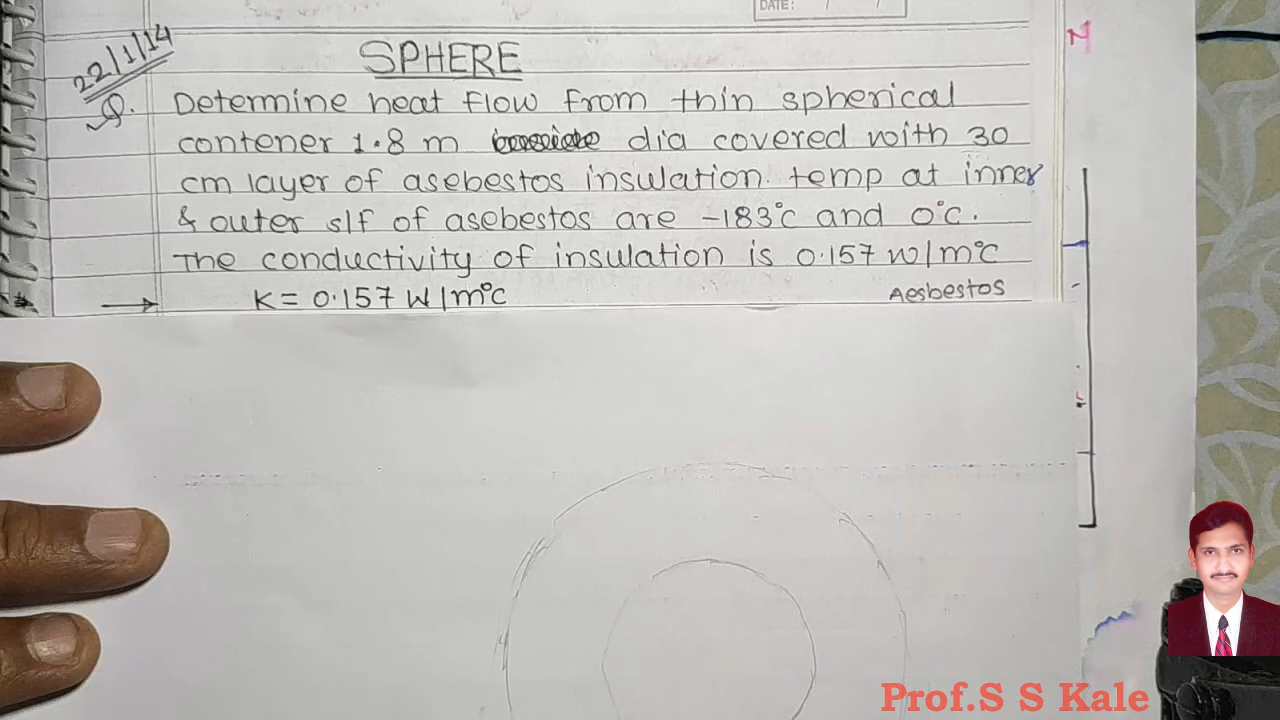 DATE: / /
22/1/14
SPHERE
Q. Determine heat flow from thin spherical
contener 1.8 m dia covered with 30
cm layer of asebestos insulation. temp at inner
& outer s/f of asebestos are -183°c and 0°c.
The conductivity of insulation is 0.157 w/m°c
→ K = 0.157 W/m°c Aesbestos
Prof.S S Kale